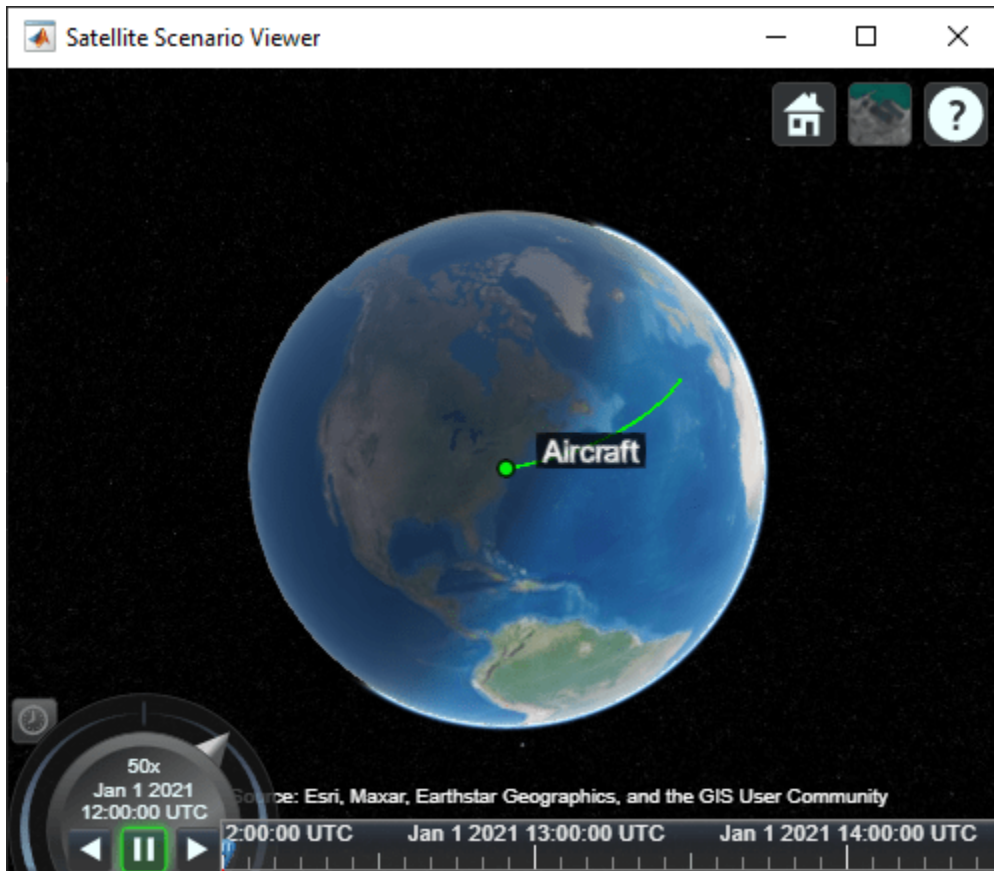 Satellite Scenario Viewer
?
Aircraft
50x
Jan 1 2021
12:00:00 UTC
Source: Esri, Maxar, Earthstar Geographics, and the GIS User Community
2:00:00 UTC Jan 1 2021 13:00:00 UTC Jan 1 2021 14:00:00 UTC